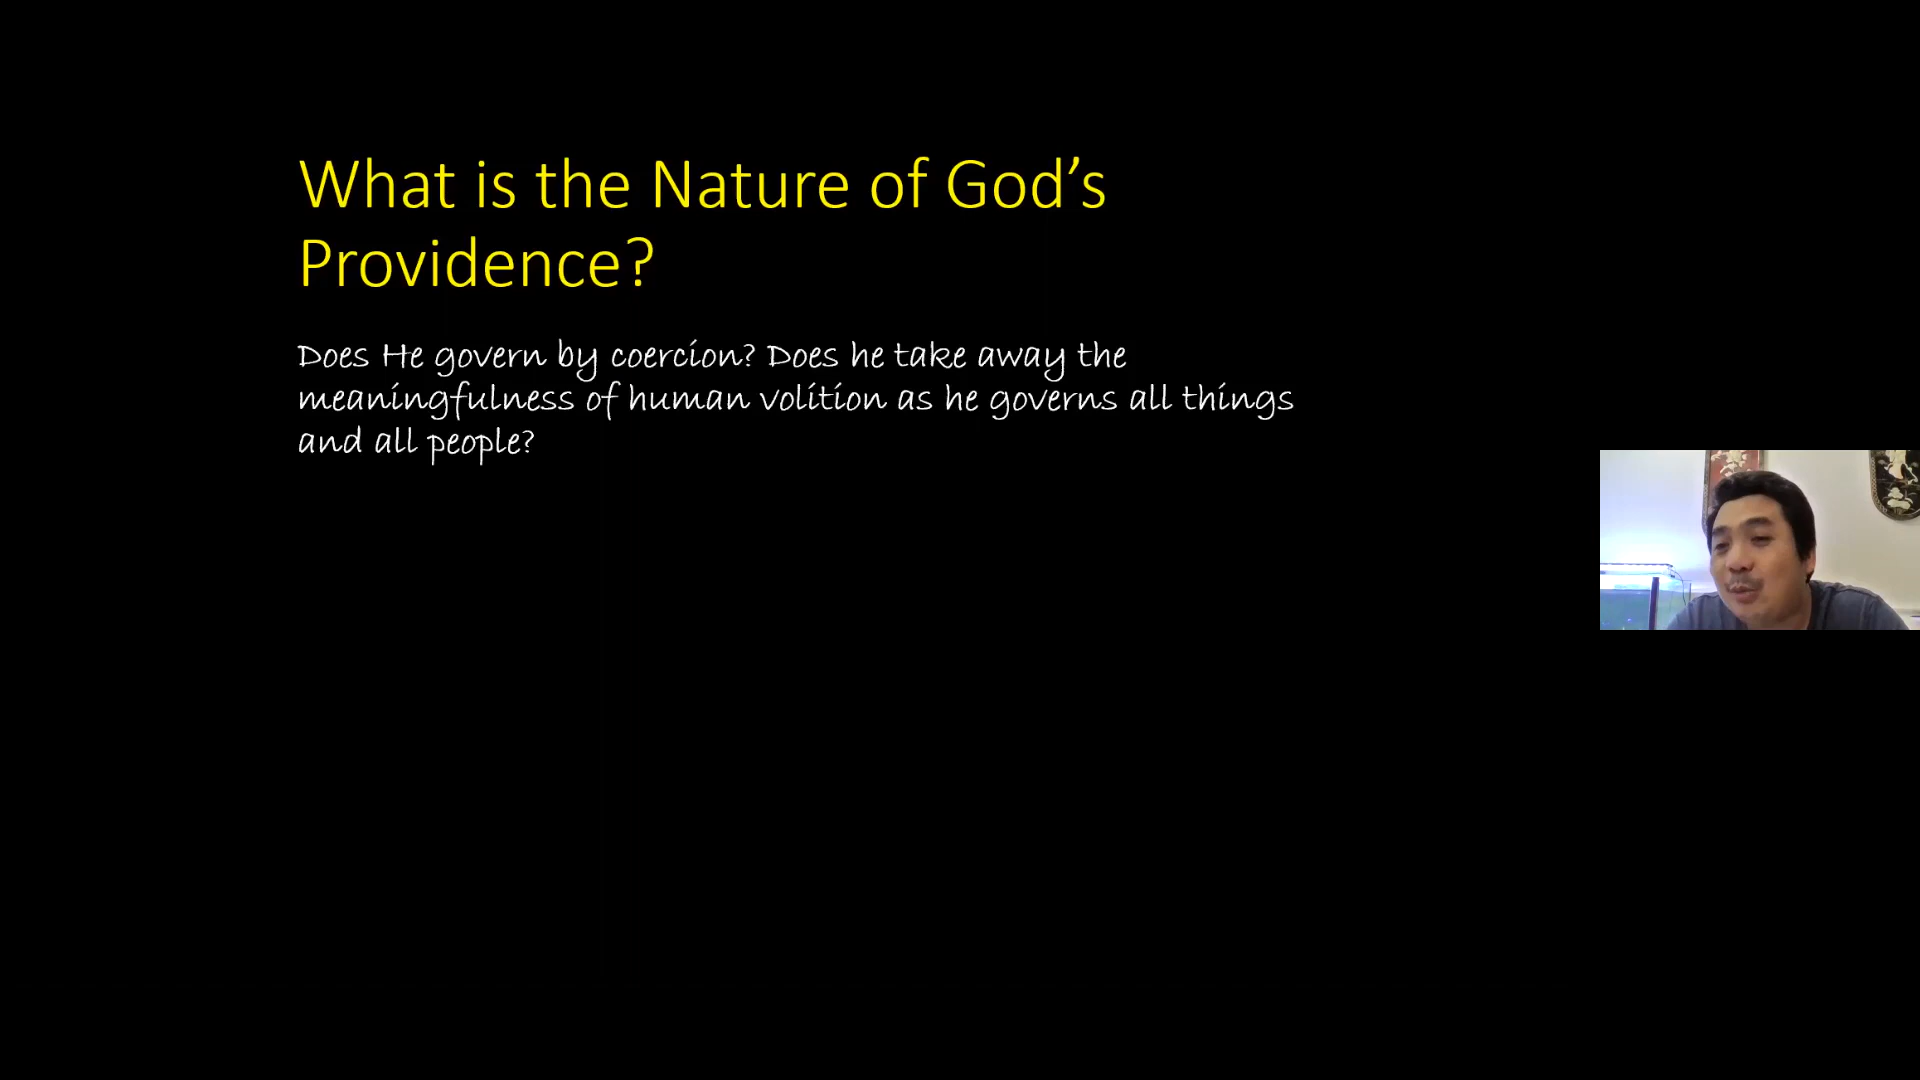 What is the Nature of God’s
Providence?
Does He govern by coercion? Does he take away the
meaningfulness of human volition as he governs all things
and all people?